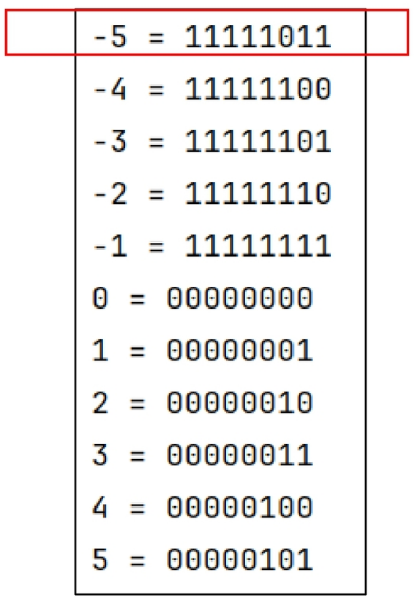 -5 = 11111011
-4 = 11111100
-3 = 11111101
-2 = 11111110
-1 = 11111111
0 = 00000000
1 = 00000001
2 = 00000010
3 = 00000011
4 = 00000100
5 = 00000101